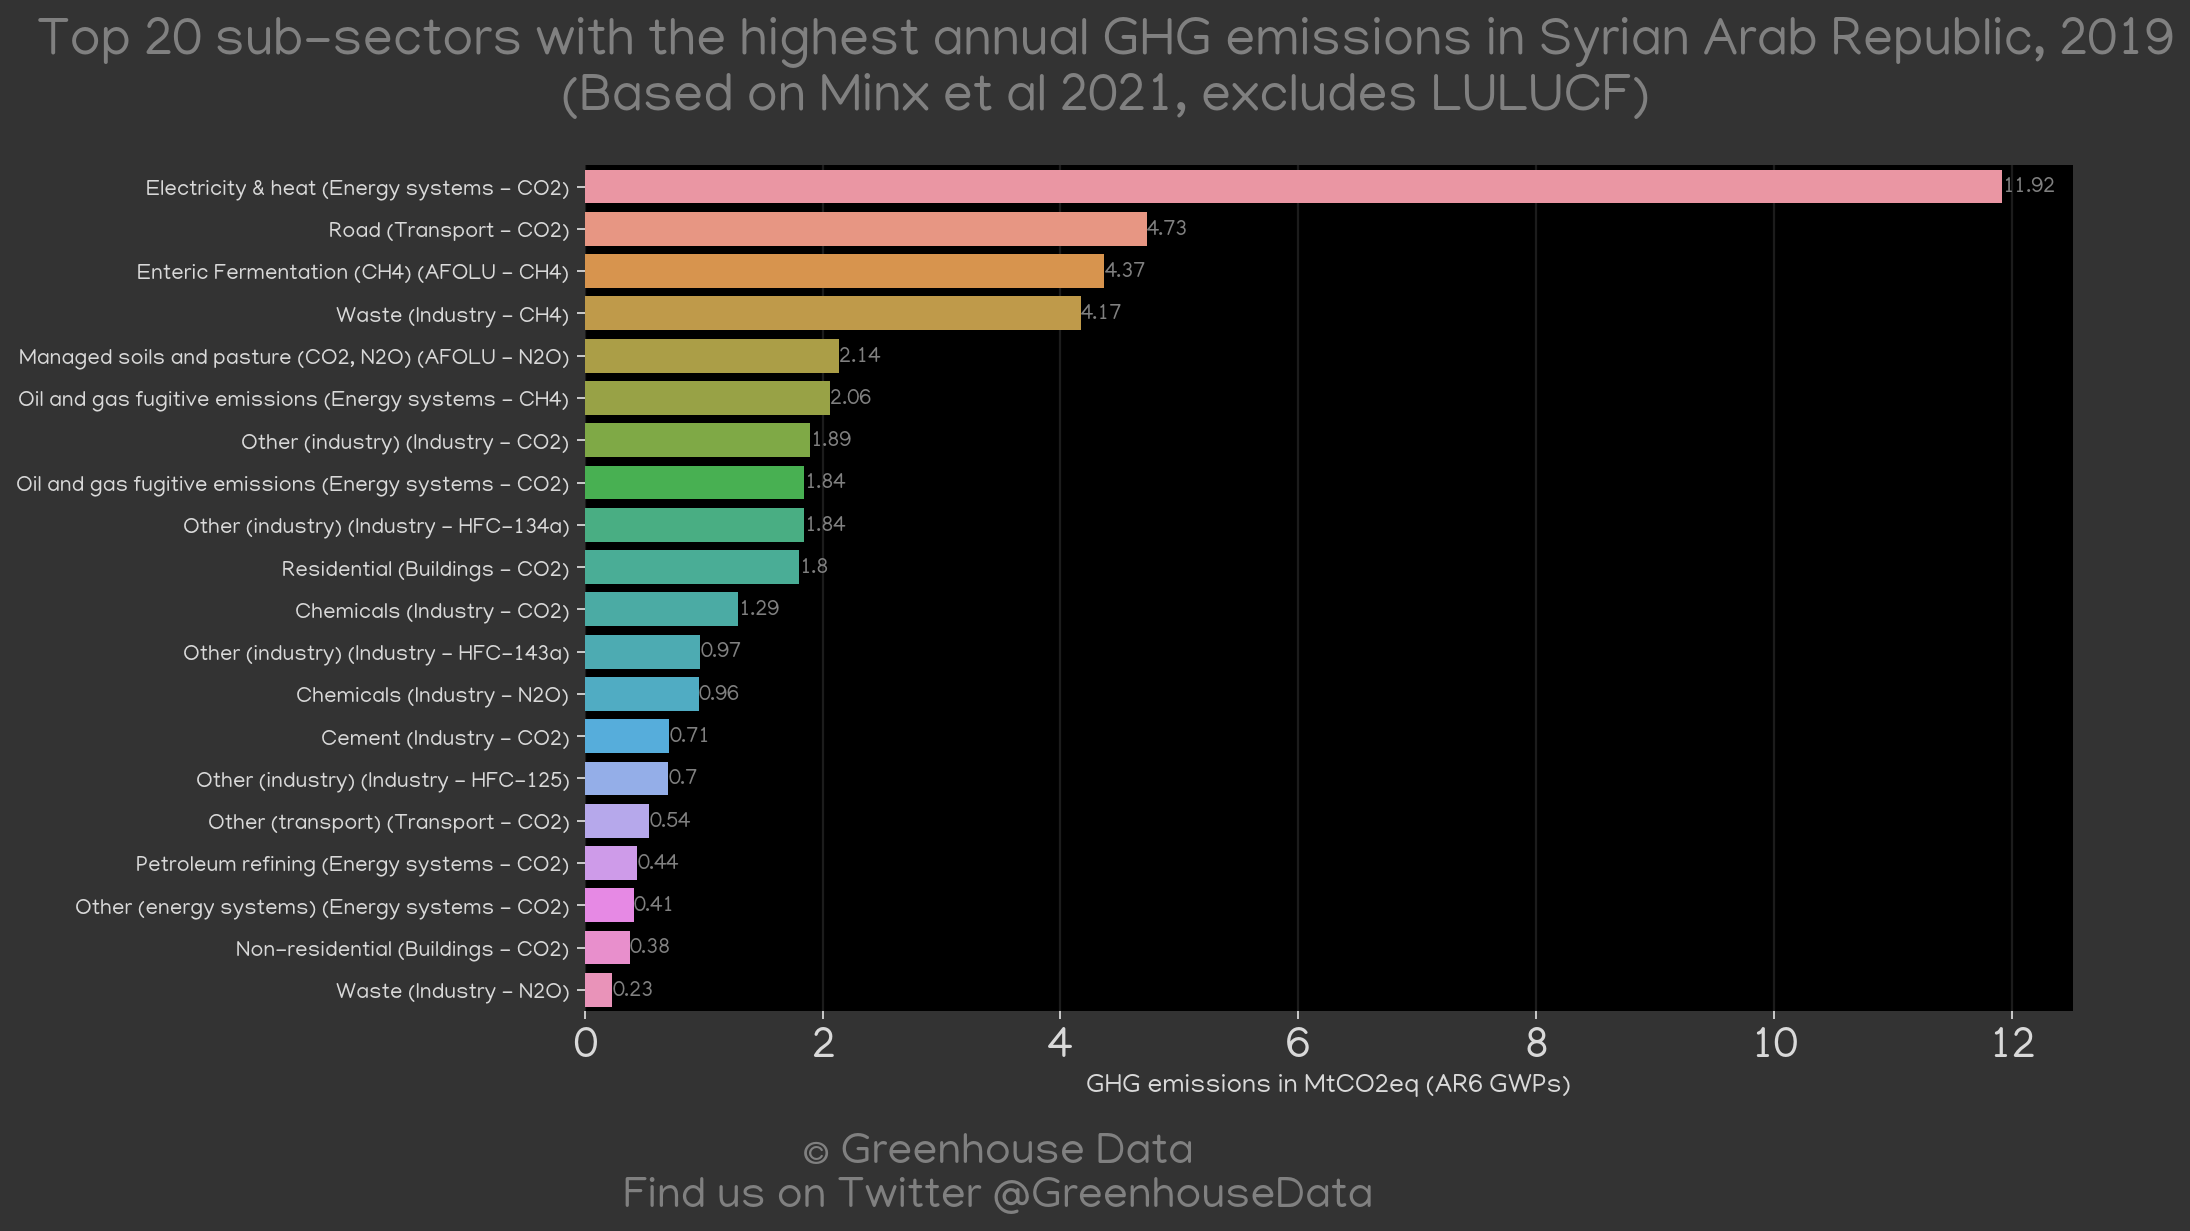 Top 20 sub-sectors with the highest annual GHG emissions in Syrian Arab Republic, 2019
(Based on Minx et al 2021, excludes LULUCF)
Electricity & heat (Energy systems - CO2) 11.92
Road (Transport - CO2) 4.73
Enteric Fermentation (CH4) (AFOLU - CH4) 4.37
Waste (Industry - CH4) 4.17
Managed soils and pasture (CO2, N2O) (AFOLU - N2O) 2.14
Oil and gas fugitive emissions (Energy systems - CH4) 2.06
Other (industry) (Industry - CO2) 1.89
Oil and gas fugitive emissions (Energy systems - CO2) 1.84
Other (industry) (Industry - HFC-134a) 1.84
Residential (Buildings - CO2) 1.8
Chemicals (Industry - CO2) 1.29
Other (industry) (Industry - HFC-143a) 0.97
Chemicals (Industry - N2O) 0.96
Cement (Industry - CO2) 0.71
Other (industry) (Industry - HFC-125) 0.7
Other (transport) (Transport - CO2) 0.54
Petroleum refining (Energy systems - CO2) 0.44
Other (energy systems) (Energy systems - CO2) 0.41
Non-residential (Buildings - CO2) 0.38
Waste (Industry - N2O) 0.23
0 2 4 6 8 10 12
GHG emissions in MtCO2eq (AR6 GWPs)
© Greenhouse Data
Find us on Twitter @GreenhouseData